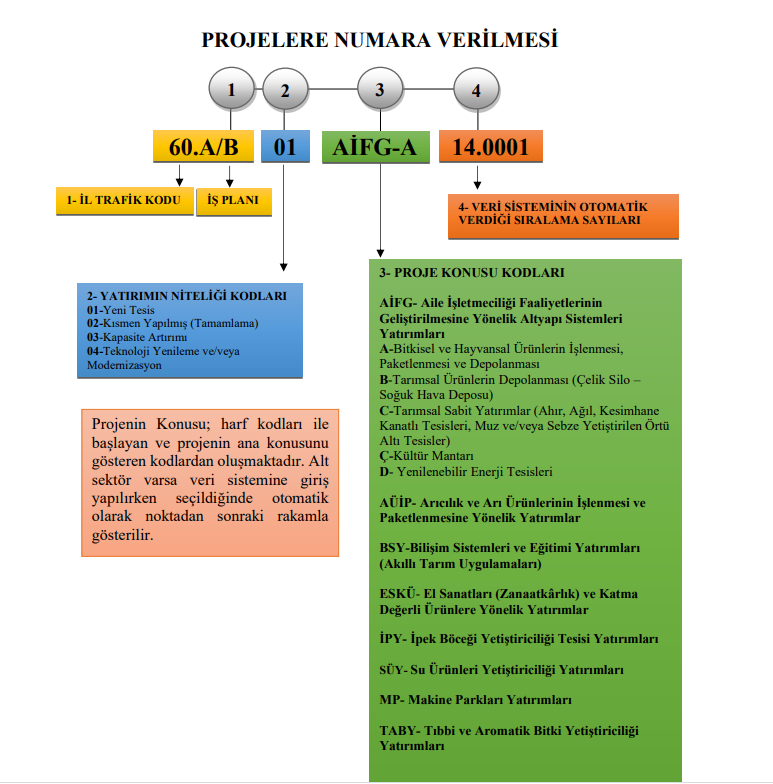 PROJELERE NUMARA VERİLMESİ
1
2
3
4
60.A/B
01
AİFG-A
14.0001
1- İL TRAFİK KODU
İŞ PLANI
4- VERİ SİSTEMİNİN OTOMATİK
VERDİĞİ SIRALAMA SAYILARI
2- YATIRIMIN NİTELİĞİ KODLARI
01-Yeni Tesis
02-Kısmen Yapılmış (Tamamlama)
03-Kapasite Artırımı
04-Teknoloji Yenileme ve/veya
Modernizasyon
Projenin Konusu; harf kodları ile
başlayan ve projenin ana konusunu
gösteren kodlardan oluşmaktadır. Alt
sektör varsa veri sistemine giriş
yapılırken seçildiğinde otomatik
olarak noktadan sonraki rakamla
gösterilir.
3- PROJE KONUSU KODLARI
AİFG- Aile İşletmeciliği Faaliyetlerinin
Geliştirilmesine Yönelik Altyapı Sistemleri
Yatırımları
A-Bitkisel ve Hayvansal Ürünlerin İşlenmesi,
Paketlenmesi ve Depolanması
B-Tarımsal Ürünlerin Depolanması (Çelik Silo –
Soğuk Hava Deposu)
C-Tarımsal Sabit Yatırımlar (Ahır, Ağıl, Kesimhane
Kanatlı Tesisleri, Muz ve/veya Sebze Yetiştirilen Örtü
Altı Tesisler)
Ç-Kültür Mantarı
D- Yenilenebilir Enerji Tesisleri
AÜİP- Arıcılık ve Arı Ürünlerinin İşlenmesi ve
Paketlenmesine Yönelik Yatırımlar
BSY-Bilişim Sistemleri ve Eğitimi Yatırımları
(Akıllı Tarım Uygulamaları)
ESKÜ- El Sanatları (Zanaatkârlık) ve Katma
Değerli Ürünlere Yönelik Yatırımlar
İPY- İpek Böceği Yetiştiriciliği Tesisi Yatırımları
SÜY- Su Ürünleri Yetiştiriciliği Yatırımları
MP- Makine Parkları Yatırımları
TABY- Tıbbi ve Aromatik Bitki Yetiştiriciliği
Yatırımları